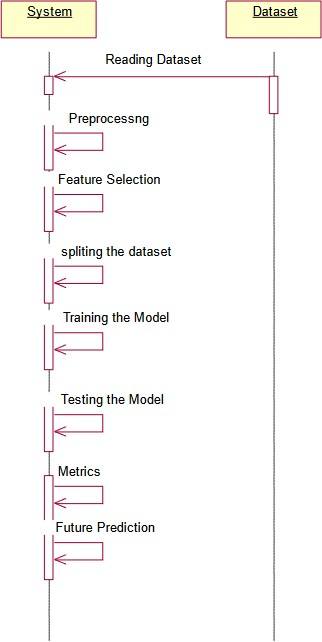 System
Dataset
Reading Dataset
Preprocessng
Feature Selection
spliting the dataset
Training the Model
Testing the Model
Metrics
Future Prediction